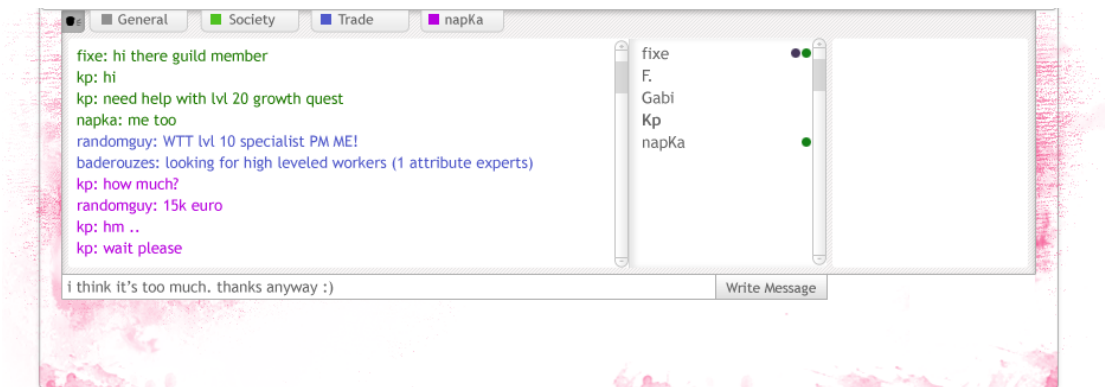 General Society Trade napKa
fixe: hi there guild member
kp: hi
kp: need help with lvl 20 growth quest
napka: me too
randomguy: WTT lvl 10 specialist PM ME!
baderouzes: looking for high leveled workers (1 attribute experts)
kp: how much?
randomguy: 15k euro
kp: hm ..
kp: wait please
fixe
F.
Gabi
Kp
napKa
i think it’s too much. thanks anyway :)
Write Message